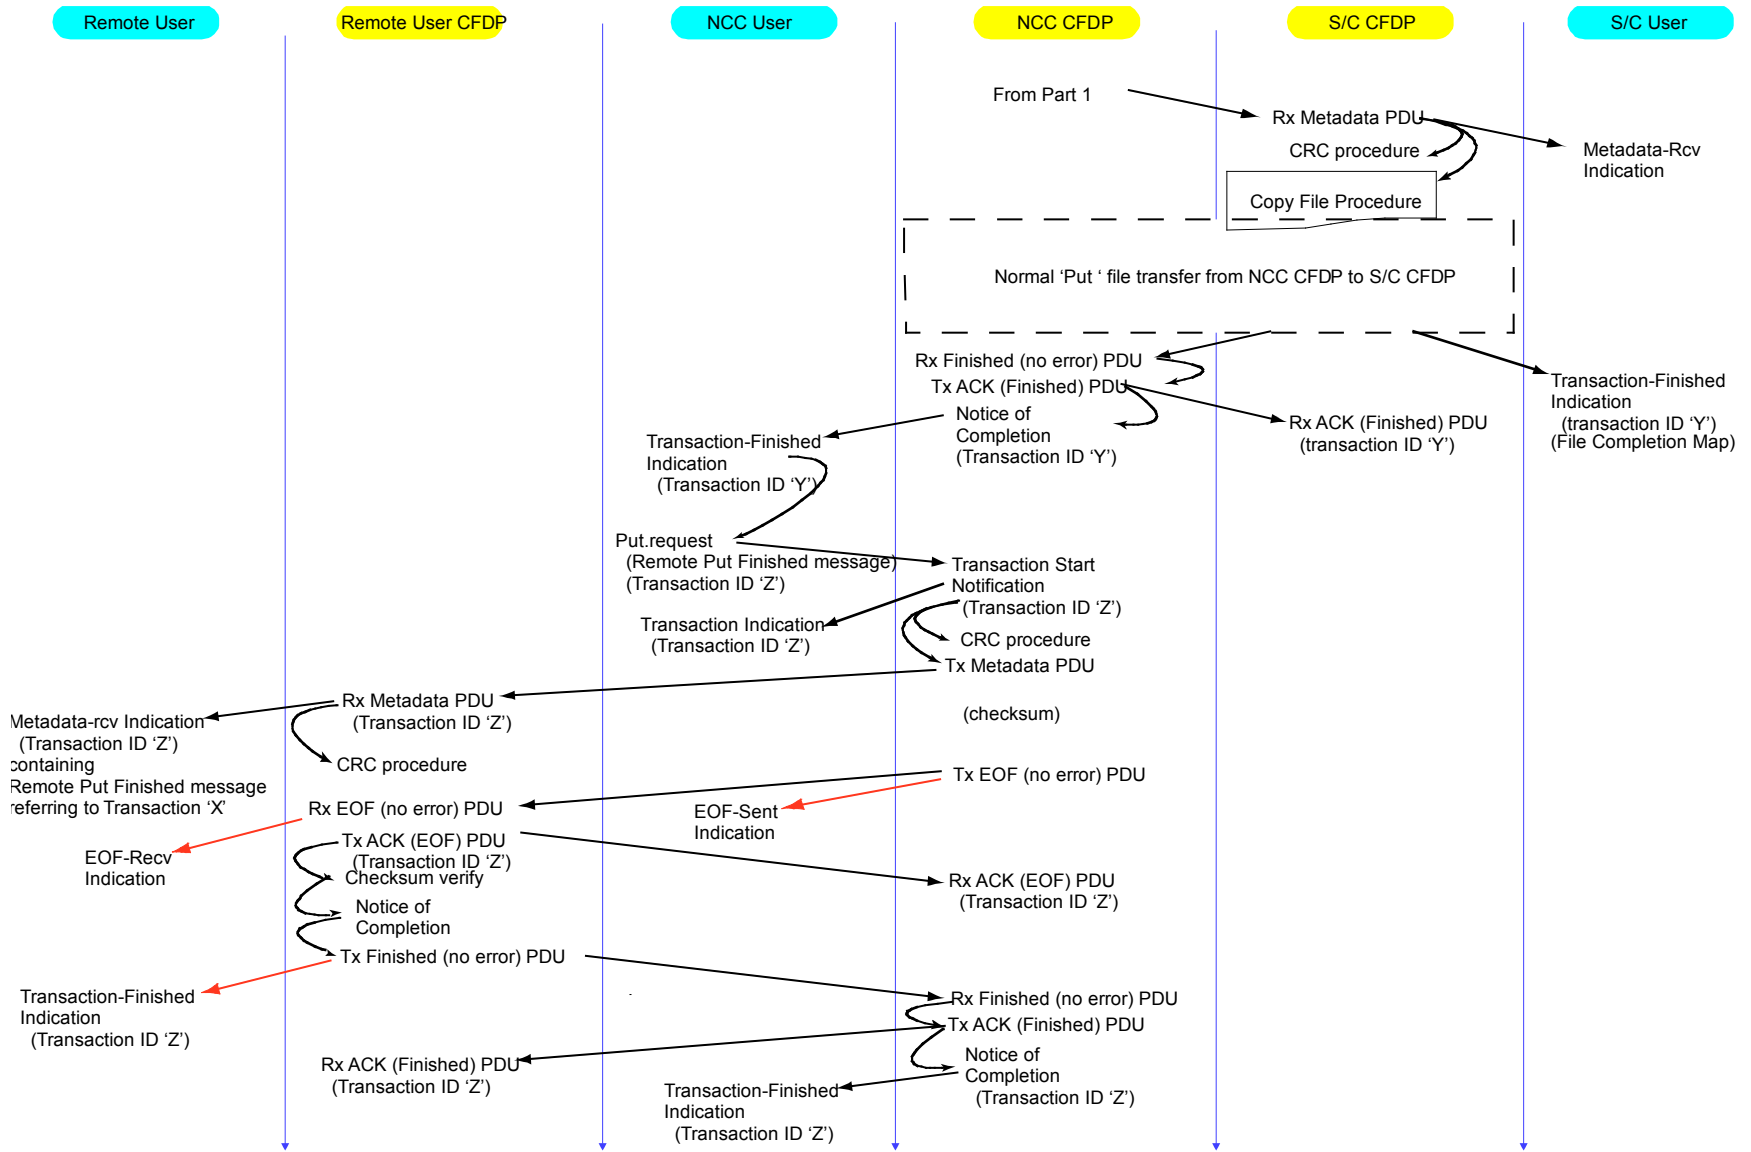 Remote User
Remote User CFDP
NCC User
NCC CFDP
S/C CFDP
S/C User
From Part 1
Rx Metadata PDU
CRC procedure
Metadata-Rcv
Indication
Copy File Procedure
Normal ‘Put ‘ file transfer from NCC CFDP to S/C CFDP
Rx Finished (no error) PDU
Tx ACK (Finished) PDU
Notice of
Completion
(Transaction ID ‘Y’)
Rx ACK (Finished) PDU
(transaction ID ‘Y’)
Transaction-Finished
Indication
(transaction ID ‘Y’)
(File Completion Map)
Transaction-Finished
Indication
(Transaction ID ‘Y’)
Put.request
(Remote Put Finished message)
(Transaction ID ‘Z’)
Transaction Start
Notification
(Transaction ID ‘Z’)
Transaction Indication
(Transaction ID ‘Z’)
CRC procedure
Tx Metadata PDU
Rx Metadata PDU
(Transaction ID ‘Z’)
(checksum)
Metadata-rcv Indication
(Transaction ID ‘Z’)
containing
Remote Put Finished message
referring to Transaction ‘X’
CRC procedure
Tx EOF (no error) PDU
Rx EOF (no error) PDU
EOF-Sent
Indication
EOF-Recv
Indication
Tx ACK (EOF) PDU
(Transaction ID ‘Z’)
Checksum verify
Rx ACK (EOF) PDU
(Transaction ID ‘Z’)
Notice of
Completion
Tx Finished (no error) PDU
Transaction-Finished
Indication
(Transaction ID ‘Z’)
Rx Finished (no error) PDU
Tx ACK (Finished) PDU
Rx ACK (Finished) PDU
(Transaction ID ‘Z’)
Notice of
Completion
(Transaction ID ‘Z’)
Transaction-Finished
Indication
(Transaction ID ‘Z’)